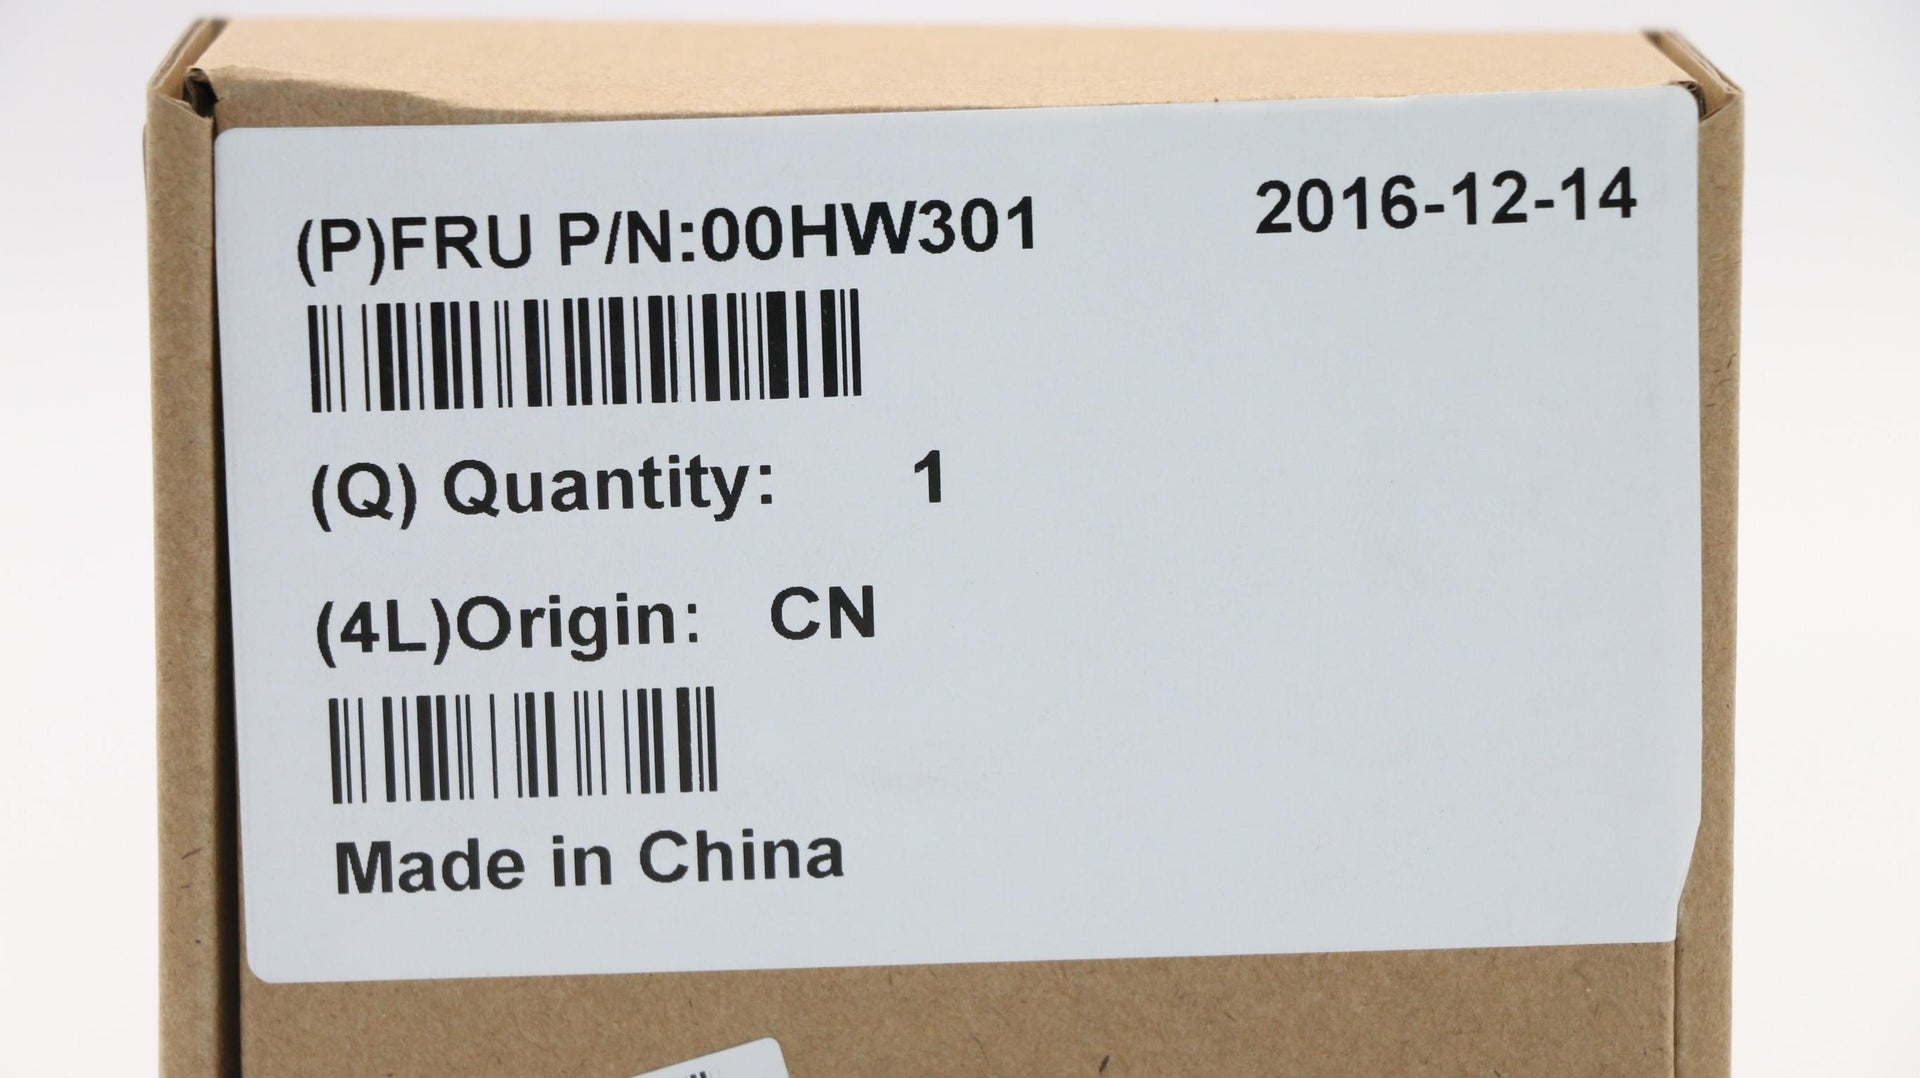 (P)FRU P/N:00HW301 2016-12-14
(Q) Quantity: 1
(4L)Origin: CN
Made in China